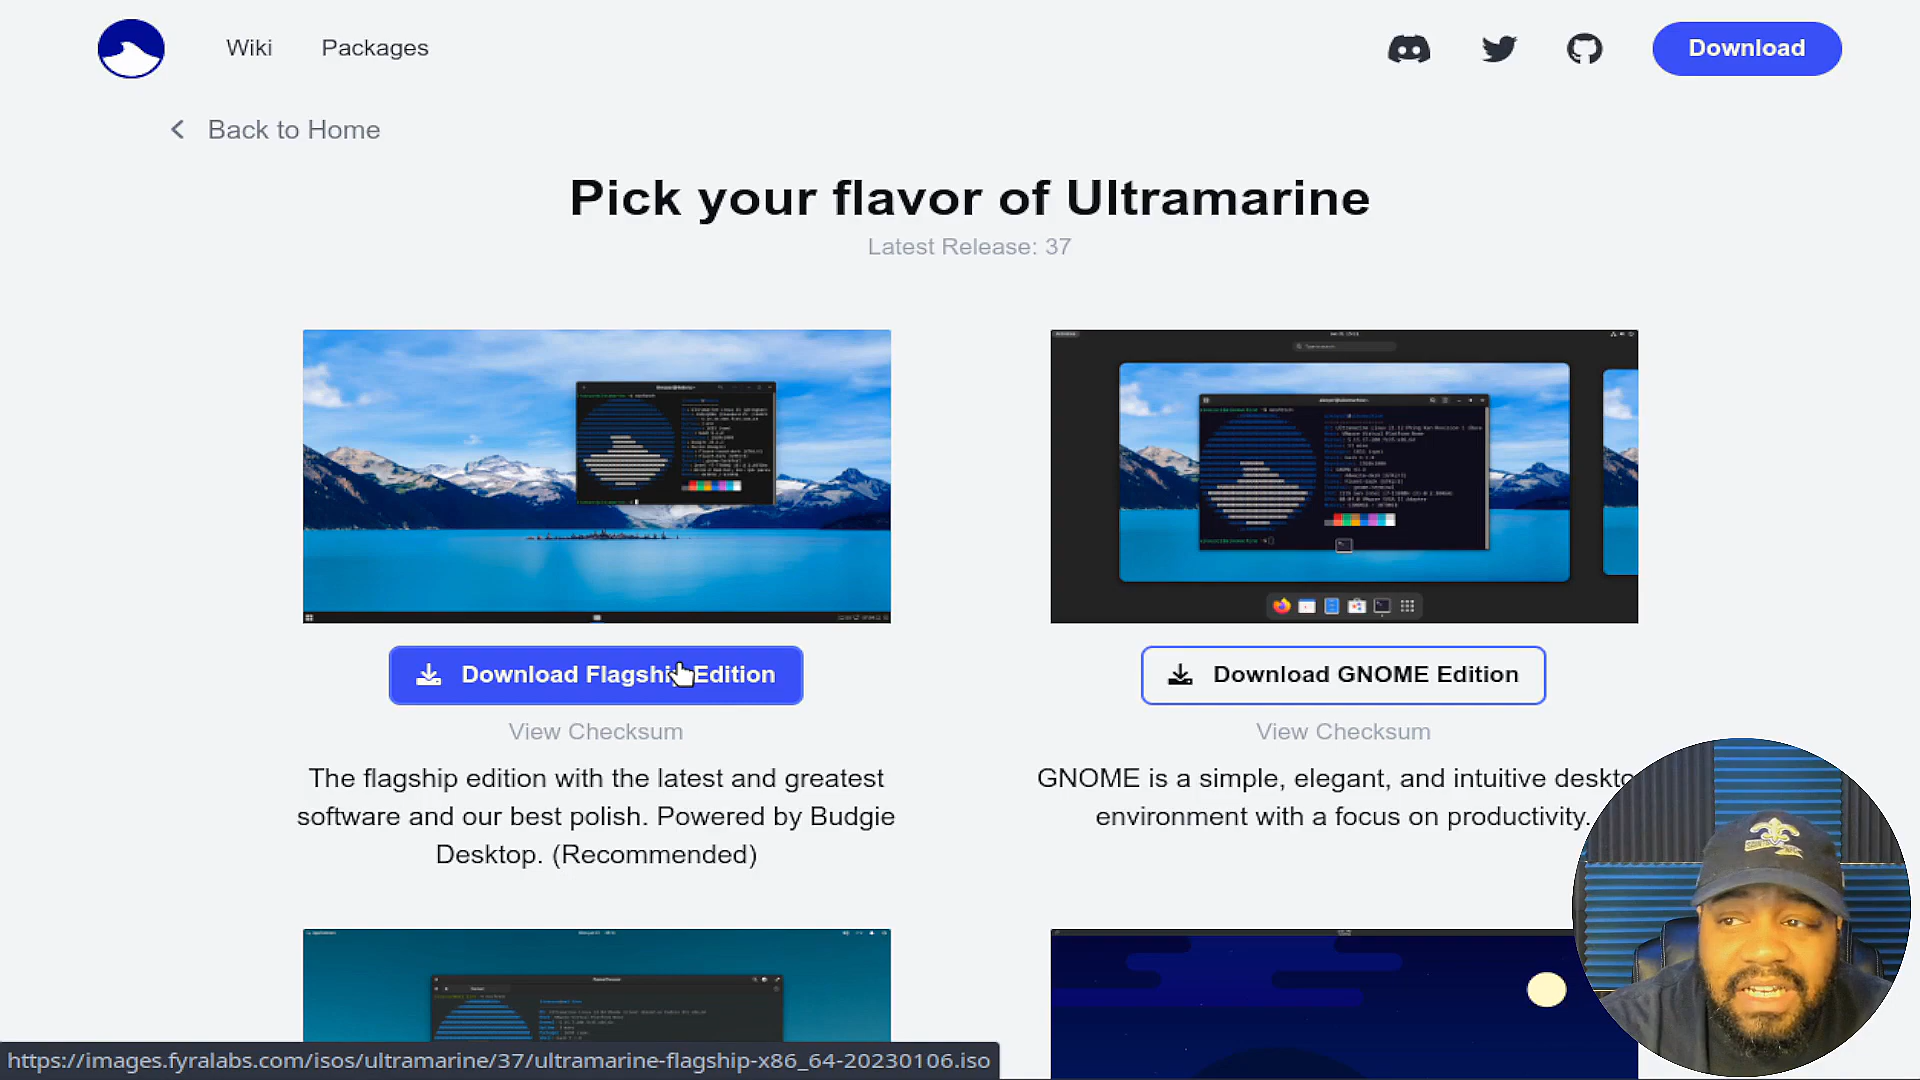 Wiki
Packages
Download
Back to Home
Pick your flavor of Ultramarine
Latest Release: 37
Download Flagship Edition
Download GNOME Edition
View Checksum
View Checksum
The flagship edition with the latest and greatest
software and our best polish. Powered by Budgie
Desktop. (Recommended)
GNOME is a simple, elegant, and intuitive
environment with a focus on productivity.
https://images.fyralabs.com/isos/ultramarine/37/ultramarine-flagship-x86_64-20230106.iso